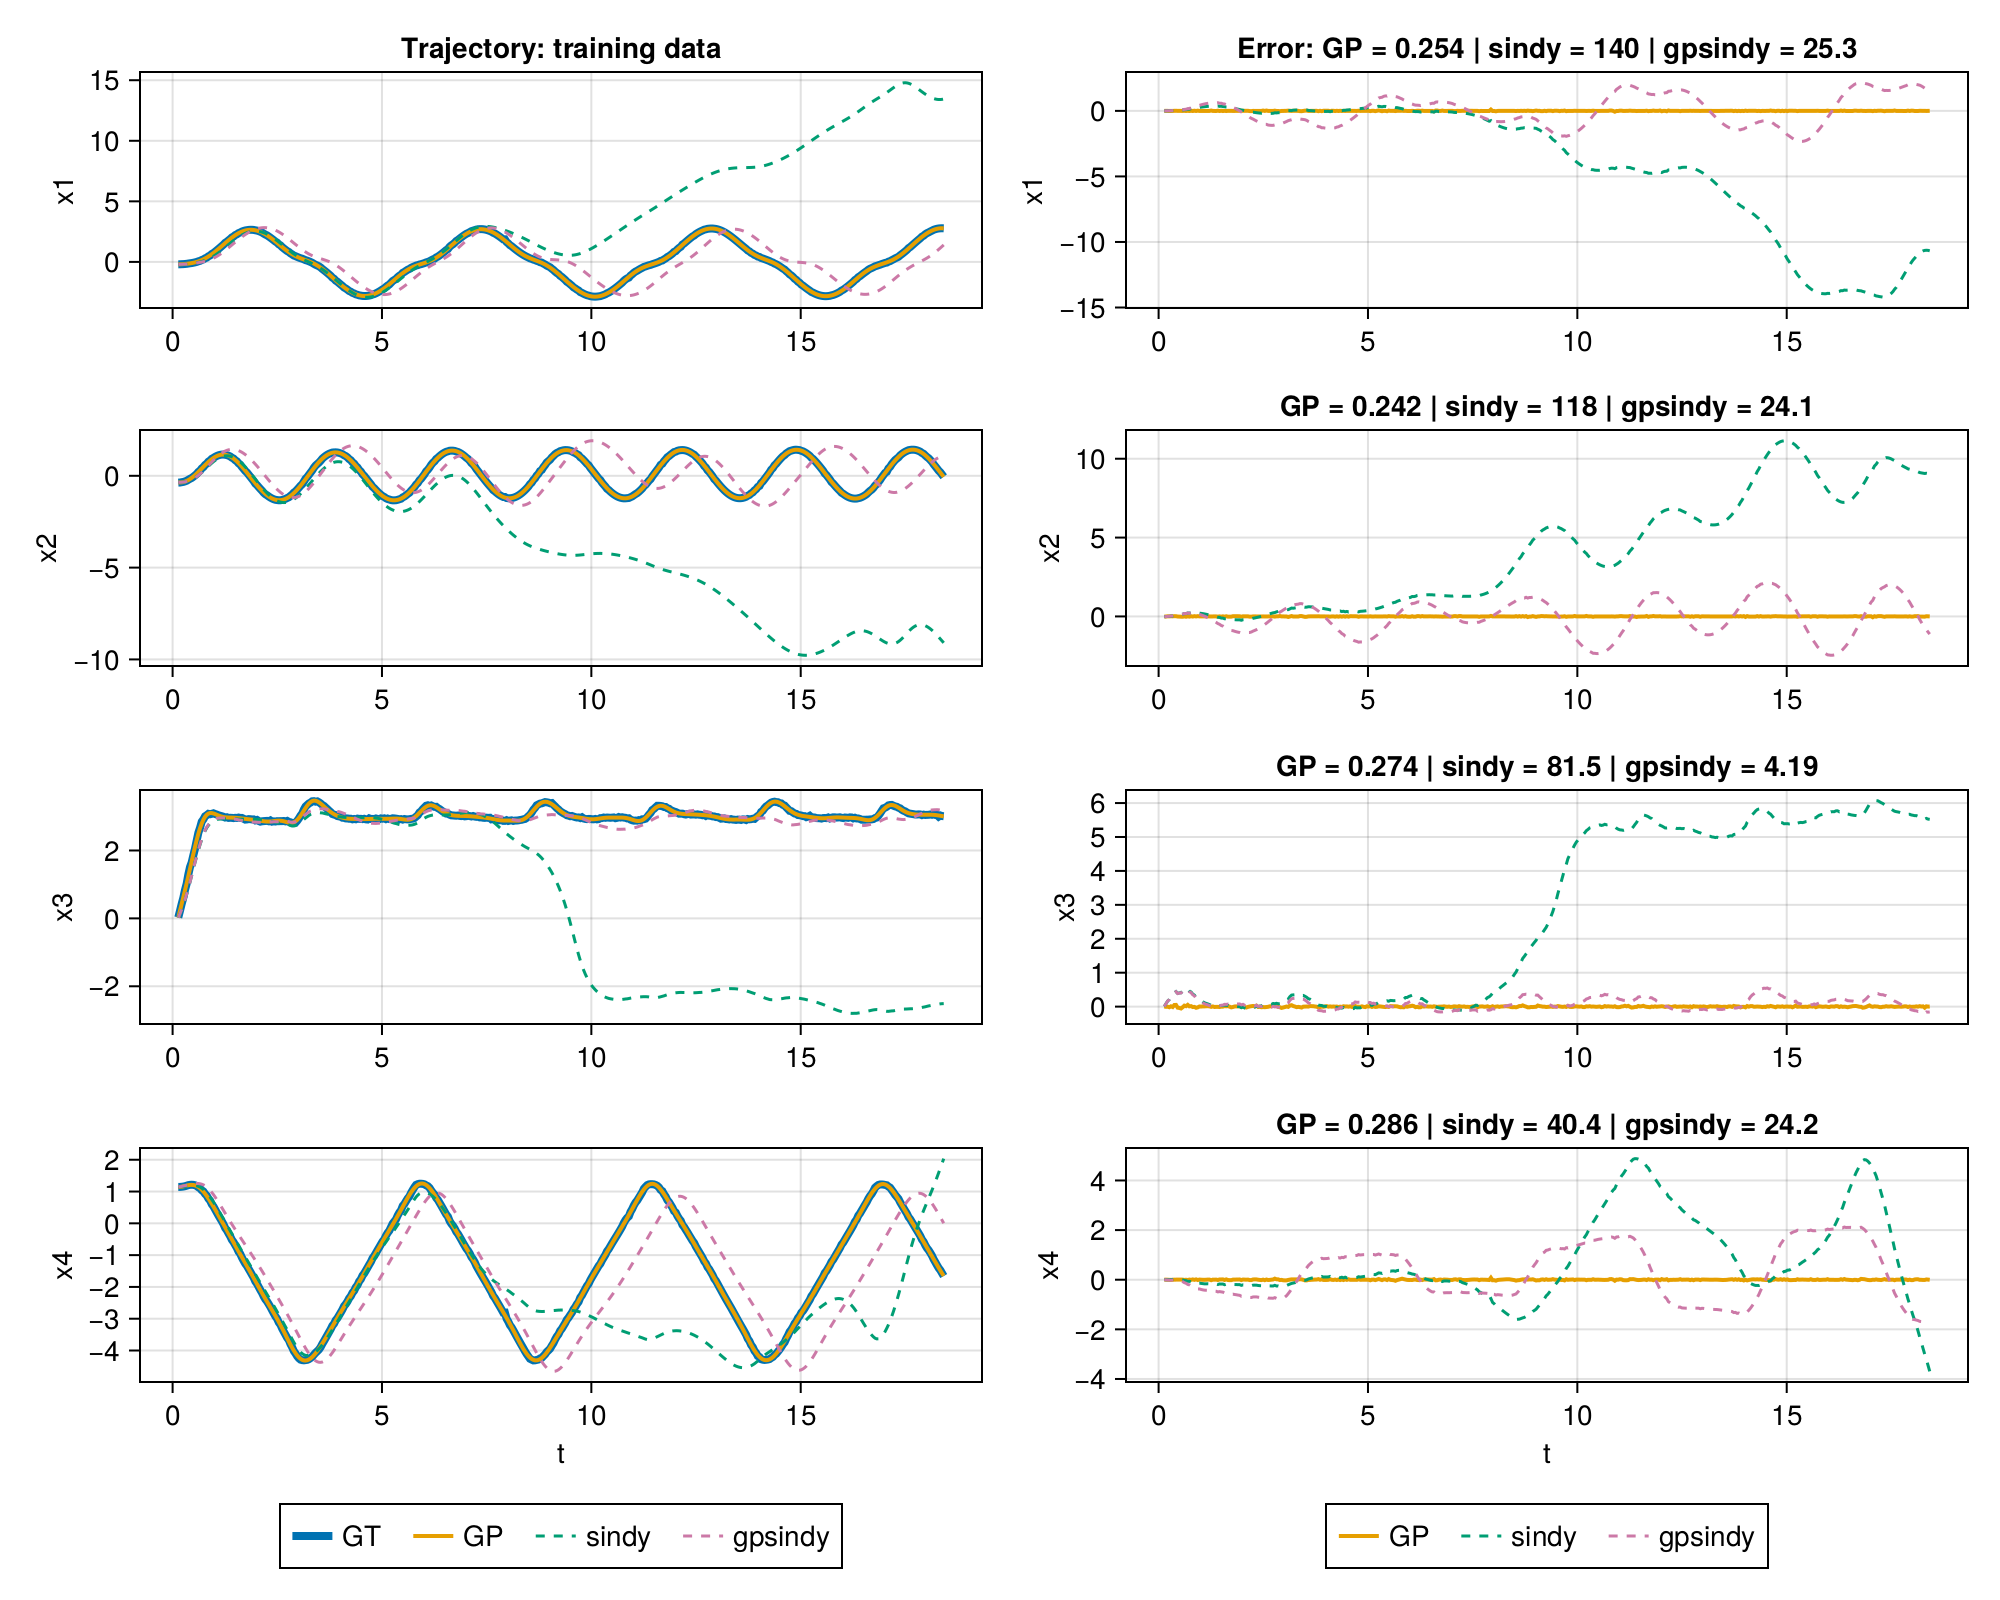 Trajectory: training data
15
10
5
0
x1
0 5 10 15
Error: GP = 0.254 | sindy = 140 | gpsindy = 25.3
0
−5
−10
−15
x1
0 5 10 15
0
−5
−10
x2
0 5 10 15
GP = 0.242 | sindy = 118 | gpsindy = 24.1
10
5
0
x2
0 5 10 15
2
0
−2
x3
0 5 10 15
GP = 0.274 | sindy = 81.5 | gpsindy = 4.19
6
5
4
3
2
1
0
x3
0 5 10 15
2
1
0
−1
−2
−3
−4
x4
0 5 10 15
t
GP = 0.286 | sindy = 40.4 | gpsindy = 24.2
4
2
0
−2
−4
x4
0 5 10 15
t
GT GP sindy gpsindy
GP sindy gpsindy